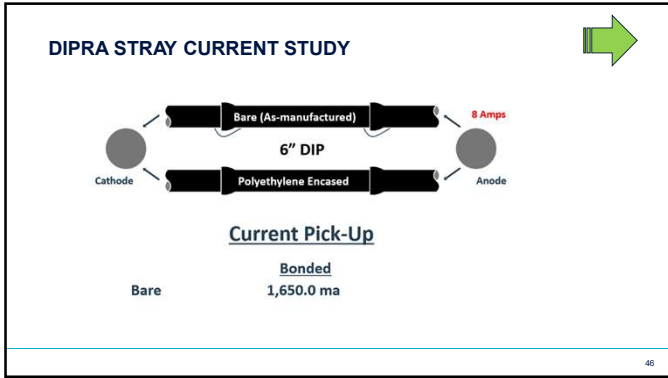 DIPRA STRAY CURRENT STUDY
Bare (As-manufactured)
8 Amps
6” DIP
Cathode
Polyethylene Encased
Anode
Current Pick-Up
Bonded
Bare 1,650.0 ma
46